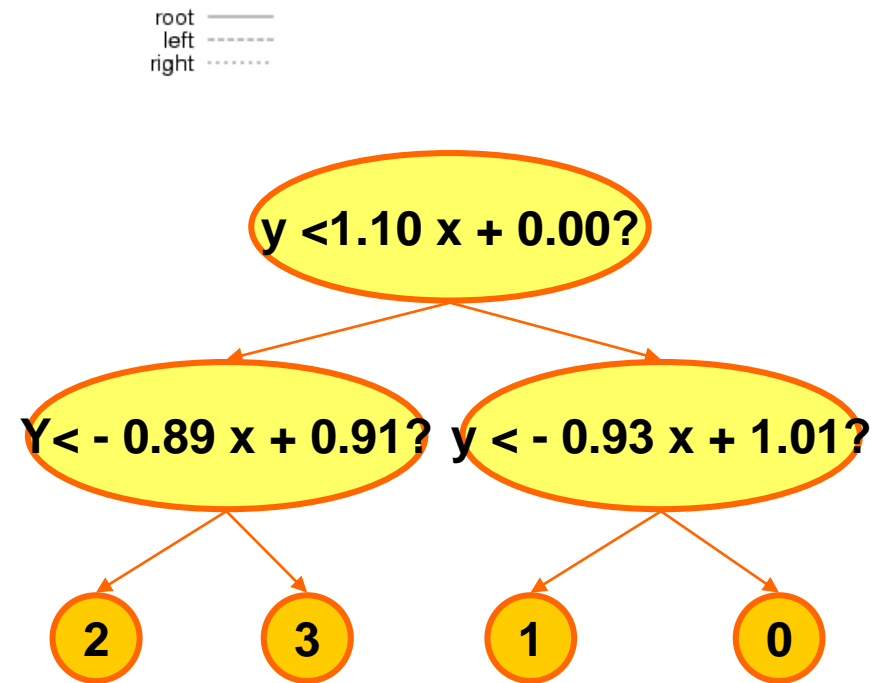 root
left
right
y <1.10 x + 0.00?
Y< - 0.89 x + 0.91?
y < - 0.93 x + 1.01?
2
3
1
0